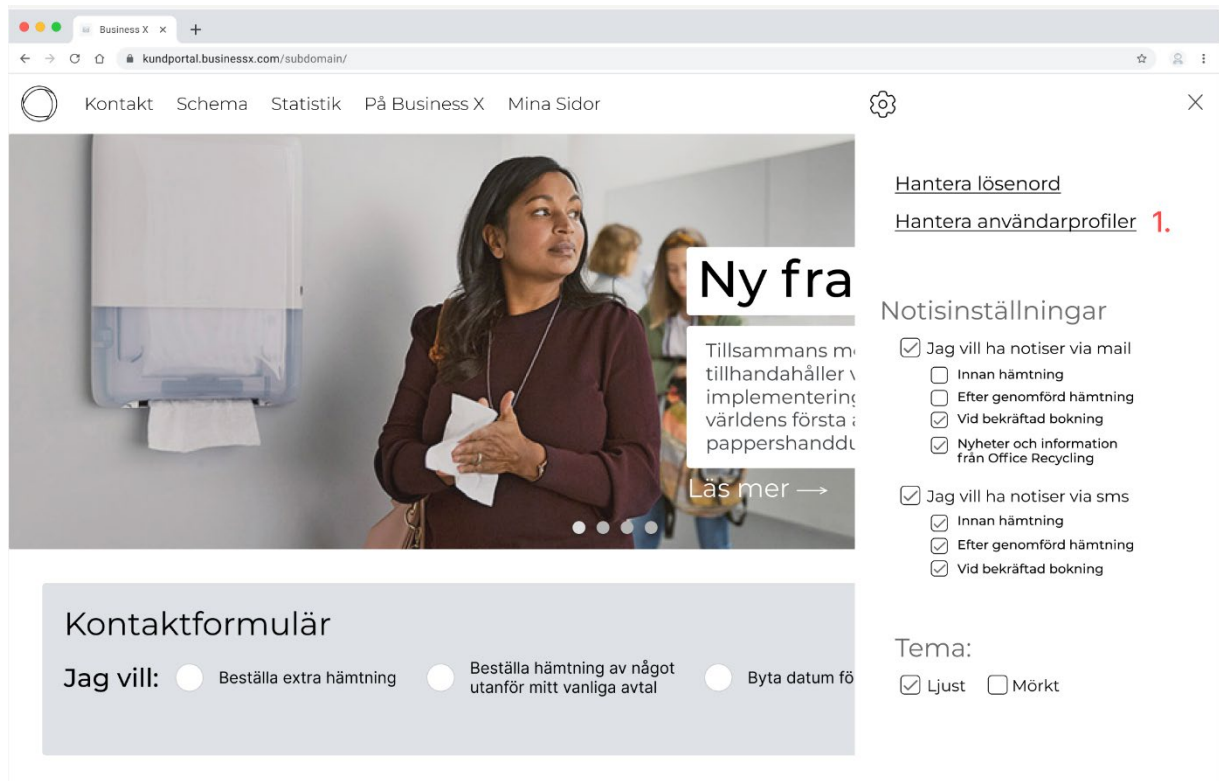 Business X
kundportal.businessx.com/subdomain/
Kontakt Schema Statistik På Business X Mina Sidor
Ny fra
Tillsammans m
tillhandahåller
implementering
världens första
pappershanddu
Läs mer →
Kontaktformulär
Jag vill:
Beställa extra hämtning
Beställa hämtning av något
utanför mitt vanliga avtal
Byta datum fö
Hantera lösenord
Hantera användarprofiler 1.
Notisinställningar
Jag vill ha notiser via mail
Innan hämtning
Efter genomförd hämtning
Vid bekräftad bokning
Nyheter och information
från Office Recycling
Jag vill ha notiser via sms
Innan hämtning
Efter genomförd hämtning
Vid bekräftad bokning
Tema:
Ljust Mörkt